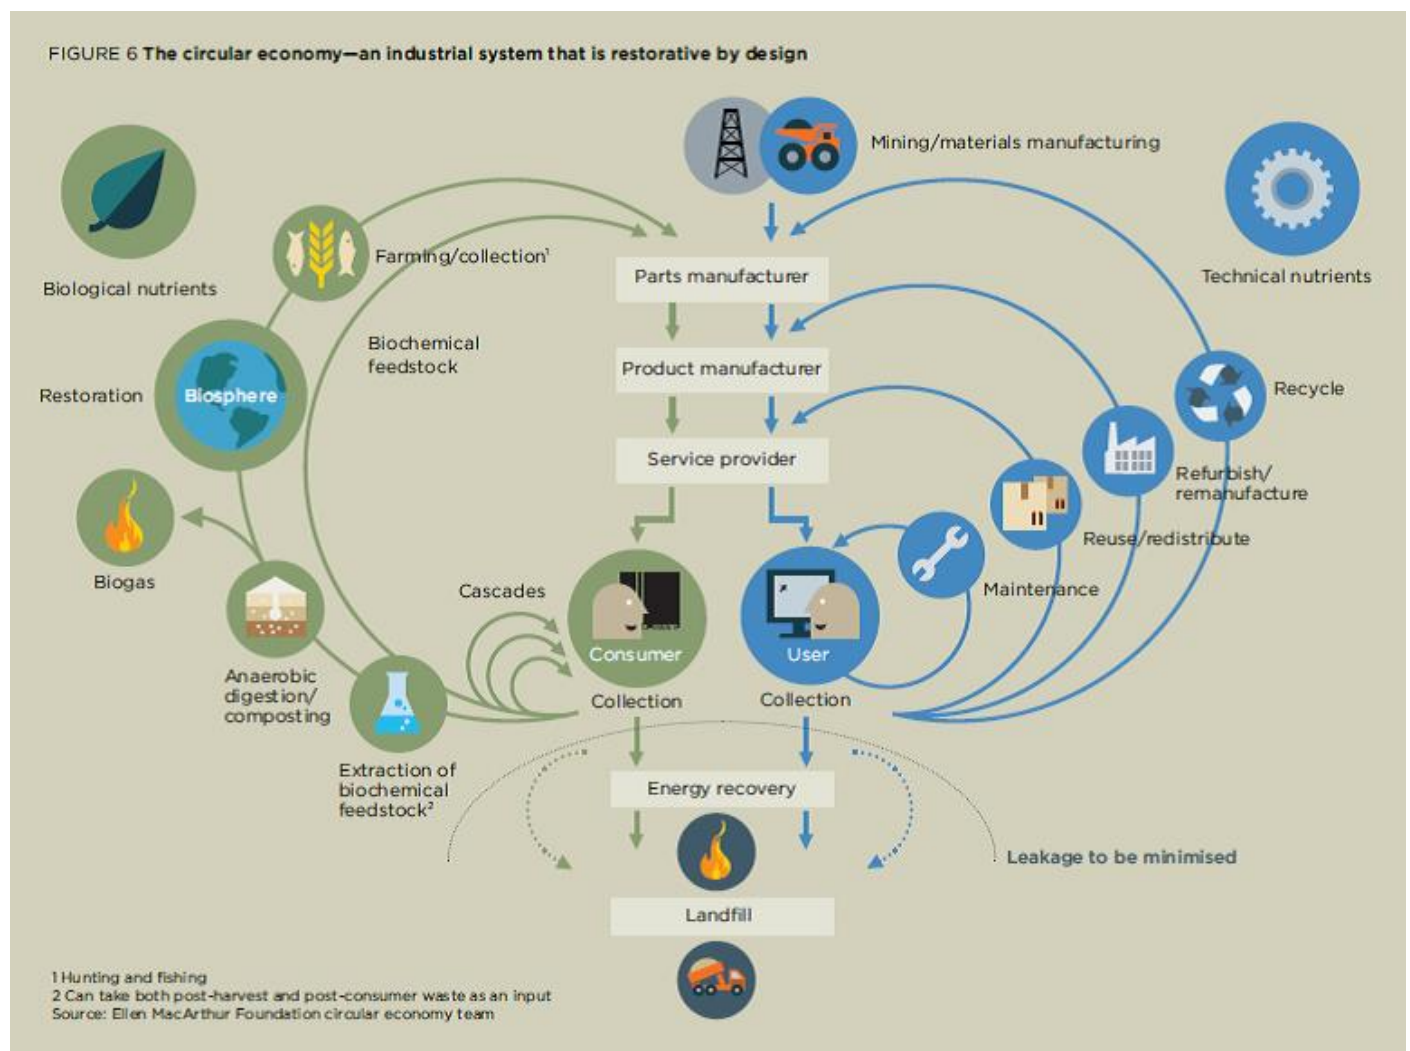 FIGURE 6 The circular economy—an industrial system that is restorative by design
Mining/materials manufacturing
Farming/collection¹
Parts manufacturer
Technical nutrients
Biological nutrients
Biochemical
feedstock
Product manufacturer
Restoration
Biosphere
Recycle
Service provider
Refurbish/
remanufacture
Reuse/redistribute
Biogas
Cascades
Maintenance
Consumer
User
Anaerobic
digestion/
composting
Collection
Collection
Extraction of
biochemical
feedstock²
Energy recovery
Leakage to be minimised
Landfill
1 Hunting and fishing
2 Can take both post-harvest and post-consumer waste as an input
Source: Ellen MacArthur Foundation circular economy team